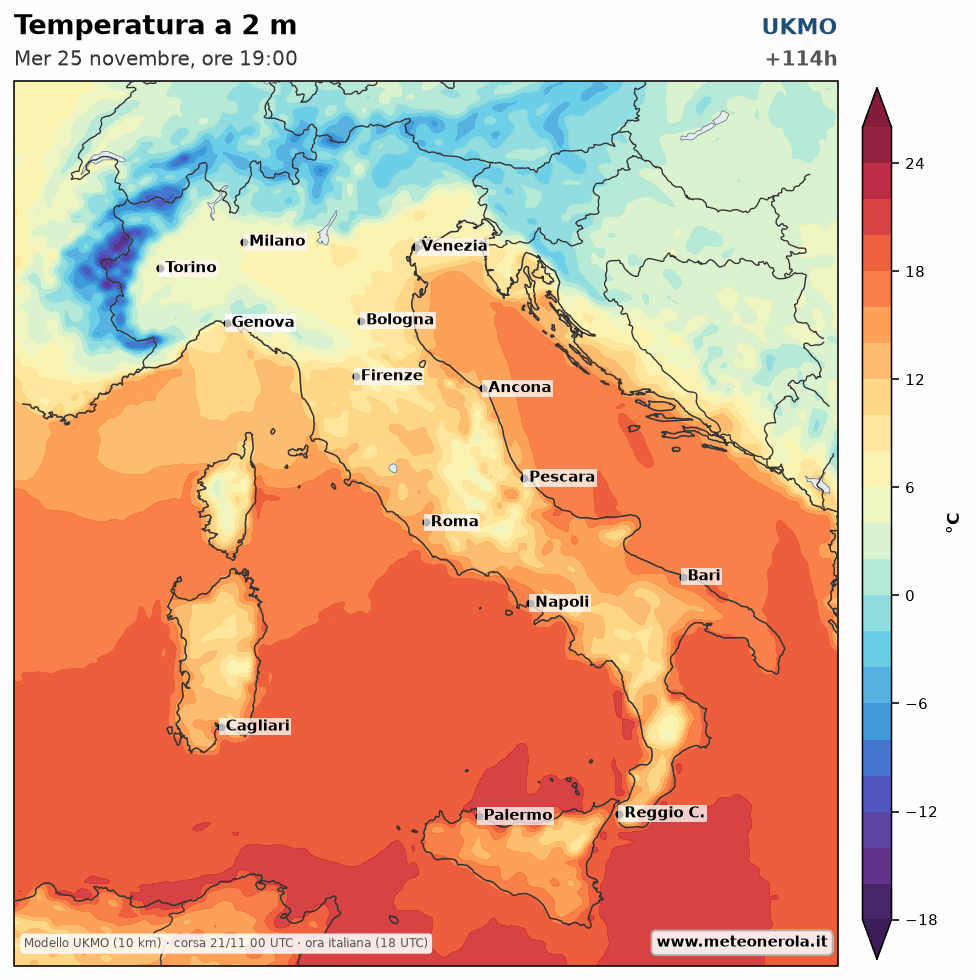 Temperatura a 2 m
UKMO
Mer 25 novembre, ore 19:00
+114h
Milano
Venezia
Torino
Genova
Bologna
Firenze
Ancona
Pescara
Roma
Bari
Napoli
Cagliari
Palermo
Reggio C.
24
18
12
6
0
−6
−12
−18
°C
Modello UKMO (10 km) · corsa 21/11 00 UTC · ora italiana (18 UTC)
www.meteonerola.it